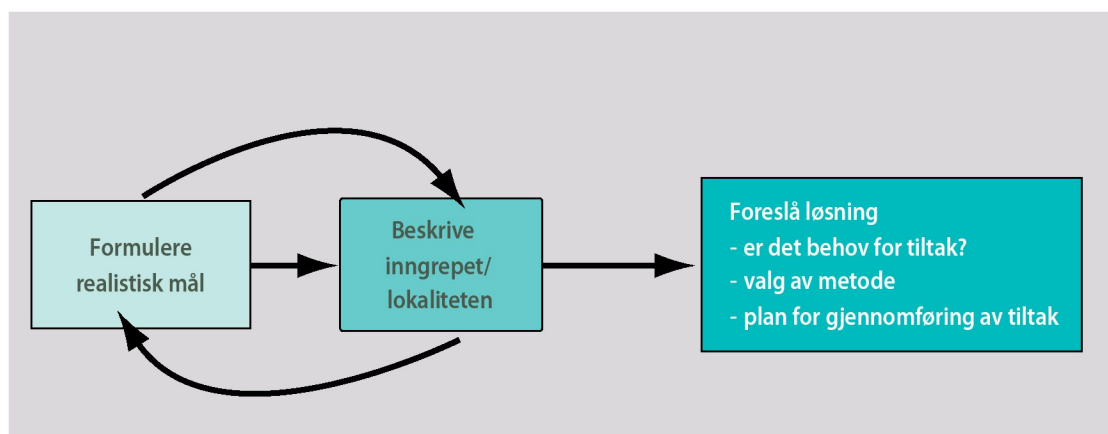 Formulere
realistisk mål
Beskrive
inngrepet/
lokaliteten
Foreslå løsning
- er det behov for tiltak?
- valg av metode
- plan for gjennomføring av tiltak